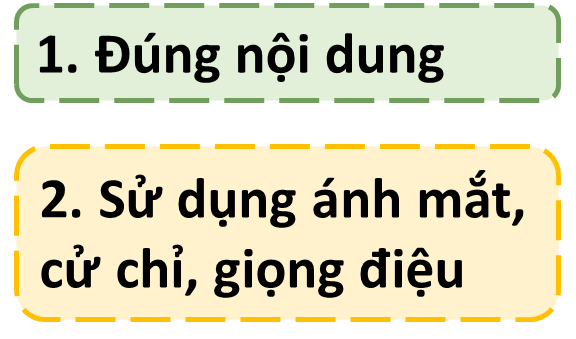 1. Đúng nội dung
2. Sử dụng ánh mắt,
cử chỉ, giọng điệu